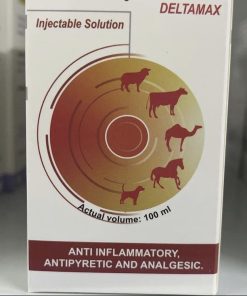 DELTAMAX
Injectable Solution
Actual volume: 100 ml
ANTI INFLAMMATORY,
ANTIPYRETIC AND ANALGESIC.